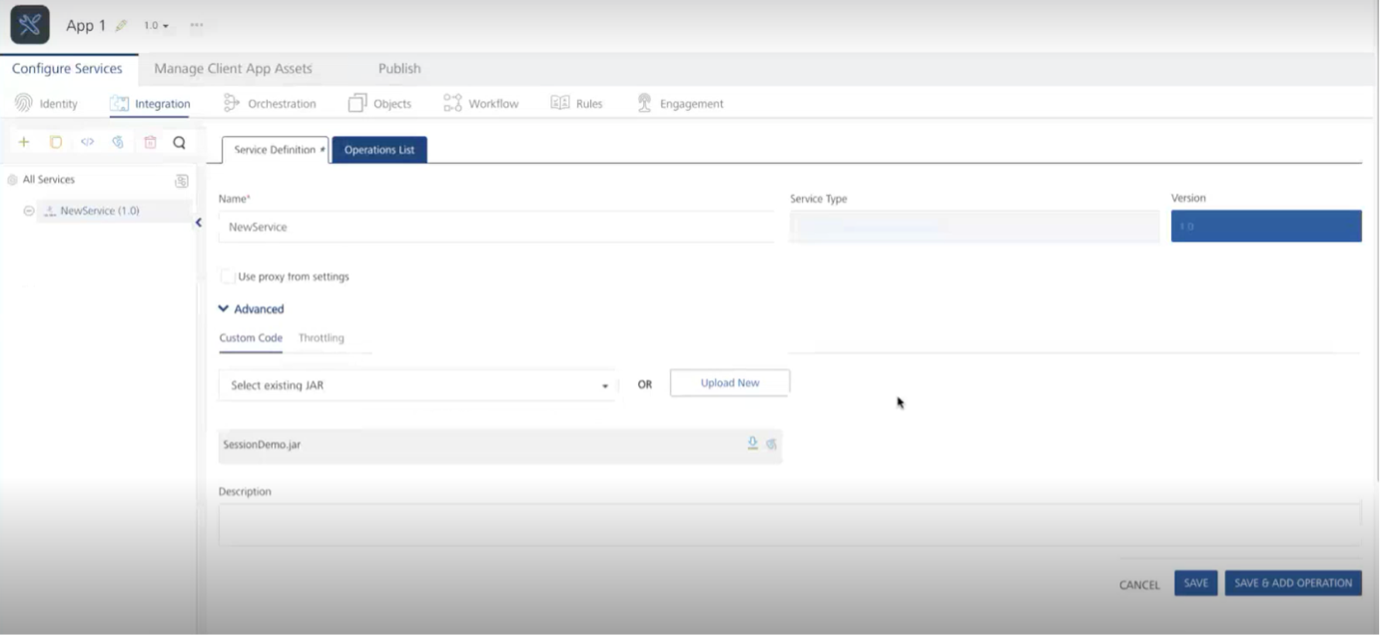 App 1 1.0 ...
Configure Services Manage Client App Assets Publish
Identity Integration Orchestration Objects Workflow Rules Engagement
Service Definition * Operations List
All Services
NewService (1.0)
Name* Service Type Version
NewService 1.0
Use proxy from settings
Advanced
Custom Code Throttling
Select existing JAR OR Upload New
SessionDemo.jar
Description
CANCEL SAVE SAVE & ADD OPERATION